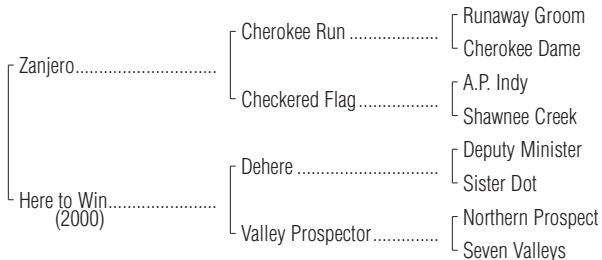 Runaway Groom
Cherokee Run ....................
Cherokee Dame
Zanjero................................
A.P. Indy
Checkered Flag ..................
Shawnee Creek
Deputy Minister
Dehere ................................
Sister Dot
Here to Win.........................
(2000)
Northern Prospect
Valley Prospector...............
Seven Valleys